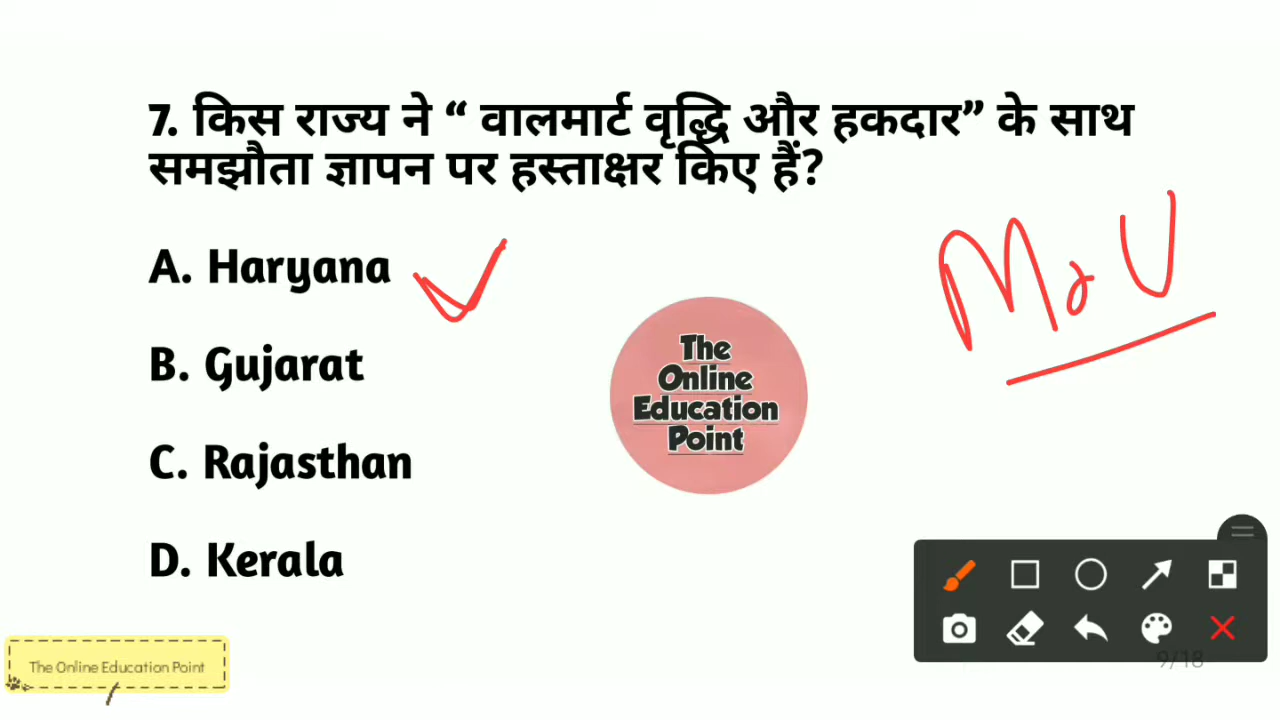 7. किस राज्य ने “ वालमार्ट वृद्धि और हकदार” के साथ
समझौता ज्ञापन पर हस्ताक्षर किए हैं?
A. Haryana
B. Gujarat
C. Rajasthan
D. Kerala
MoU
The
Online
Education
Point
The Online Education Point
9/18